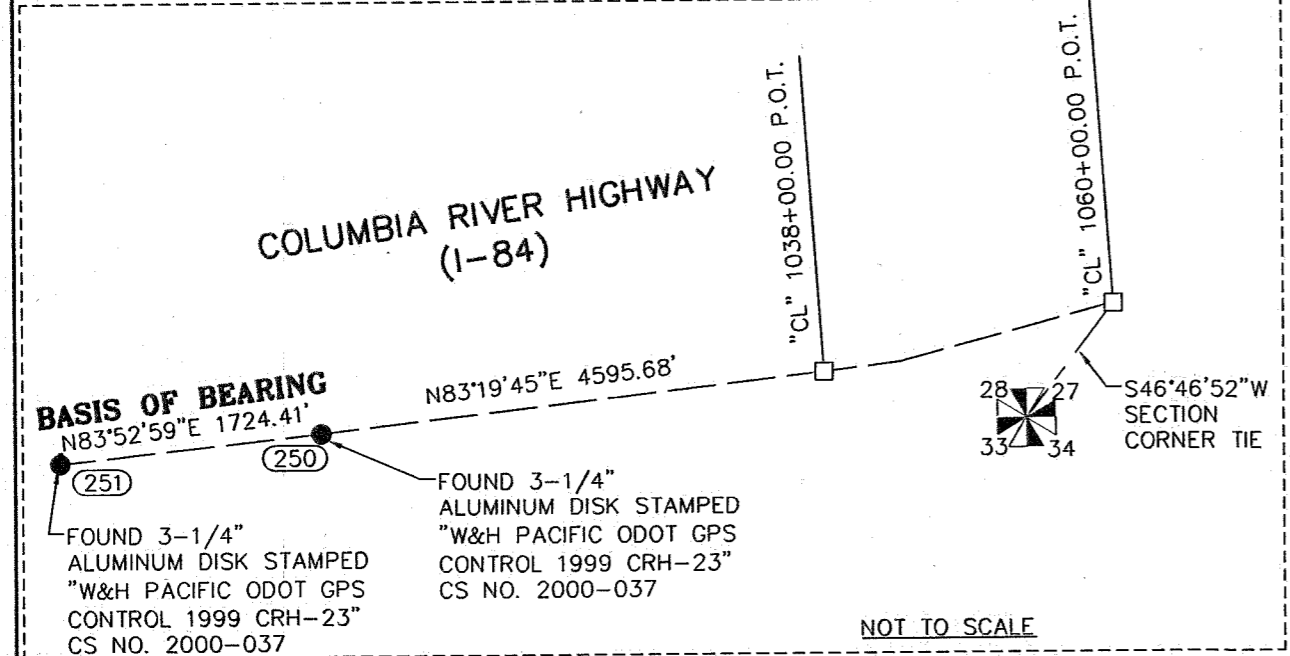 COLUMBIA RIVER HIGHWAY
(I-84)
"CL" 1038+00.00 P.O.T.
"CL" 1060+00.00 P.O.T.
BASIS OF BEARING
N83°52'59"E 1724.41'
N83°19'45"E 4595.68'
251
250
28 27
33 34
S46°46'52"W
SECTION
CORNER TIE
FOUND 3-1/4"
ALUMINUM DISK STAMPED
"W&H PACIFIC ODOT GPS
CONTROL 1999 CRH-23"
CS NO. 2000-037
FOUND 3-1/4"
ALUMINUM DISK STAMPED
"W&H PACIFIC ODOT GPS
CONTROL 1999 CRH-23"
CS NO. 2000-037
NOT TO SCALE